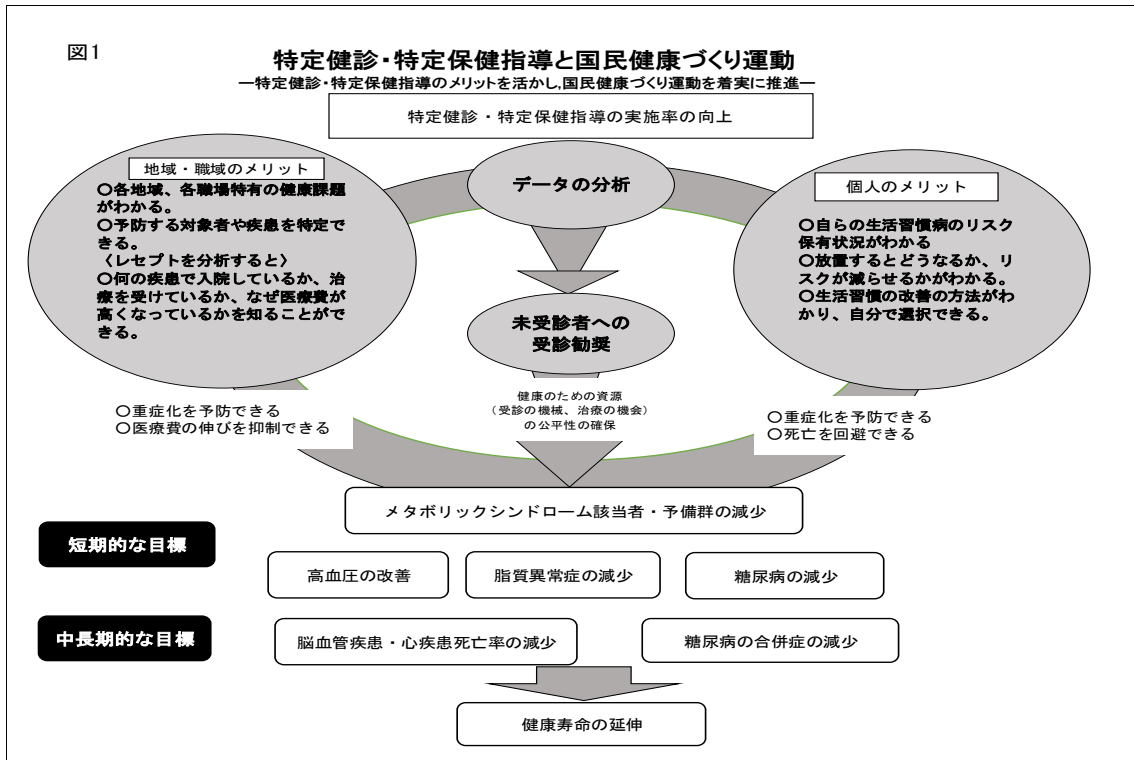 図1
特定健診・特定保健指導と国民健康づくり運動
―特定健診・特定保健指導のメリットを活かし,国民健康づくり運動を着実に推進―
特定健診・特定保健指導の実施率の向上
地域・職域のメリット
〇各地域、各職場特有の健康課題
がわかる。
〇予防する対象者や疾患を特定で
きる。
〈レセプトを分析すると〉
〇何の疾患で入院しているか、治
療を受けているか、なぜ医療費が
高くなっているかを知ることがで
きる。
〇重症化を予防できる
〇医療費の伸びを抑制できる
データの分析
未受診者への
受診勧奨
健康のための資源
(受診の機械、治療の機会)
の公平性の確保
個人のメリット
〇自らの生活習慣病のリスク
保有状況がわかる
〇放置するとどうなるか、リ
スクが減らせるかがわかる。
〇生活習慣の改善の方法がわ
かり、自分で選択できる。
〇重症化を予防できる
〇死亡を回避できる
メタボリックシンドローム該当者・予備群の減少
短期的な目標
高血圧の改善
脂質異常症の減少
糖尿病の減少
中長期的な目標
脳血管疾患・心疾患死亡率の減少
糖尿病の合併症の減少
健康寿命の延伸